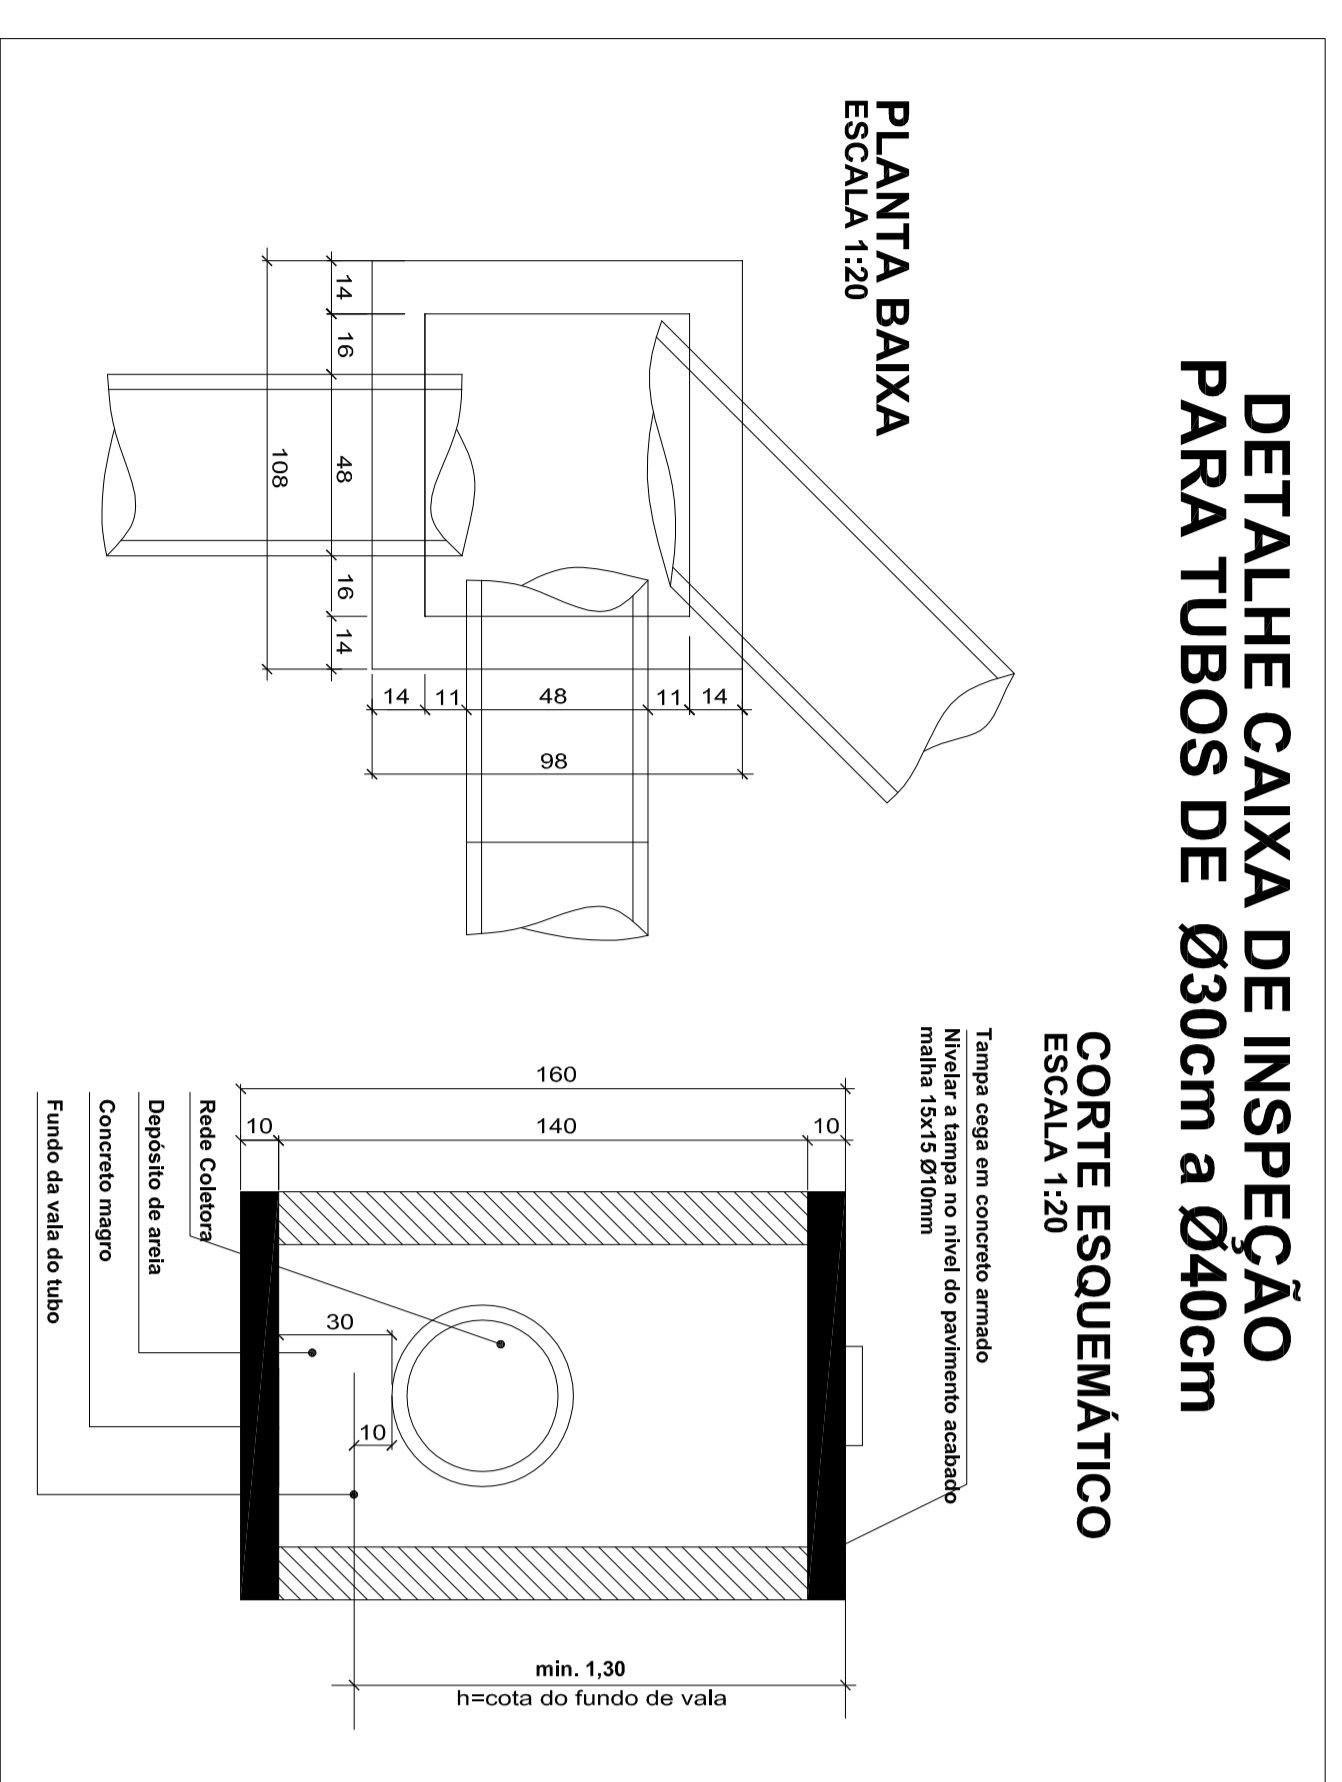 DETALHE CAIXA DE INSPEÇÃO
PARA TUBOS DE Ø30cm a Ø40cm
PLANTA BAIXA
ESCALA 1:20
14
16
48
16
14
108
14
11
48
11
14
98
CORTE ESQUEMÁTICO
ESCALA 1:20
Tampa cega em concreto armado
Nivelar a tampa no nivel do pavimento acabado
malha 15x15 Ø10mm
160
10
140
10
30
10
min. 1,30
h=cota do fundo de vala
Rede Coletora
Depósito de areia
Concreto magro
Fundo da vala do tubo